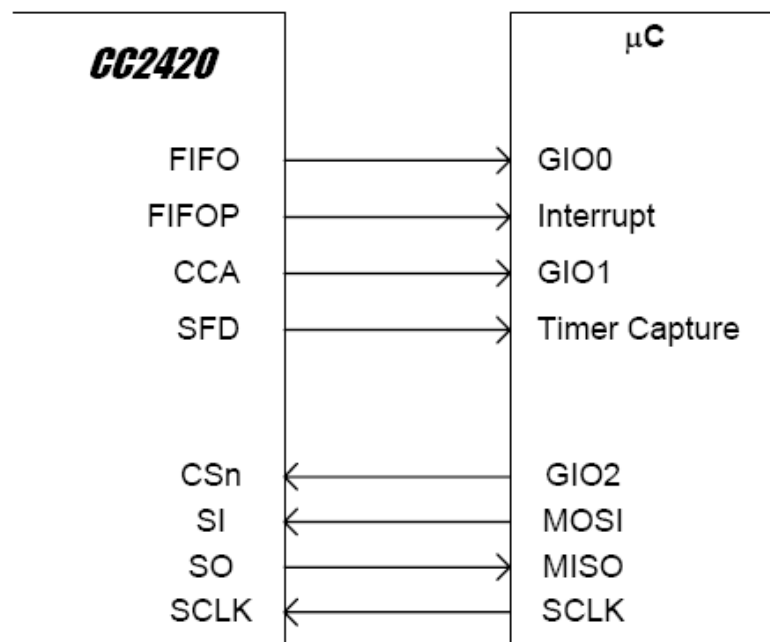 CC2420
μC
FIFO GIO0
FIFOP Interrupt
CCA GIO1
SFD Timer Capture
CSn GIO2
SI MOSI
SO MISO
SCLK SCLK